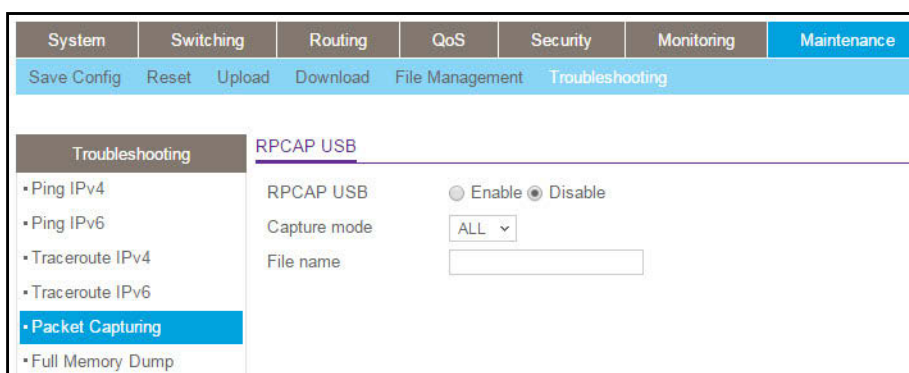 System Switching Routing QoS Security Monitoring Maintenance
Save Config Reset Upload Download File Management Troubleshooting
Troubleshooting
RPCAP USB
▪ Ping IPv4
▪ Ping IPv6
▪ Traceroute IPv4
▪ Traceroute IPv6
▪ Packet Capturing
▪ Full Memory Dump
RPCAP USB Enable Disable
Capture mode ALL
File name